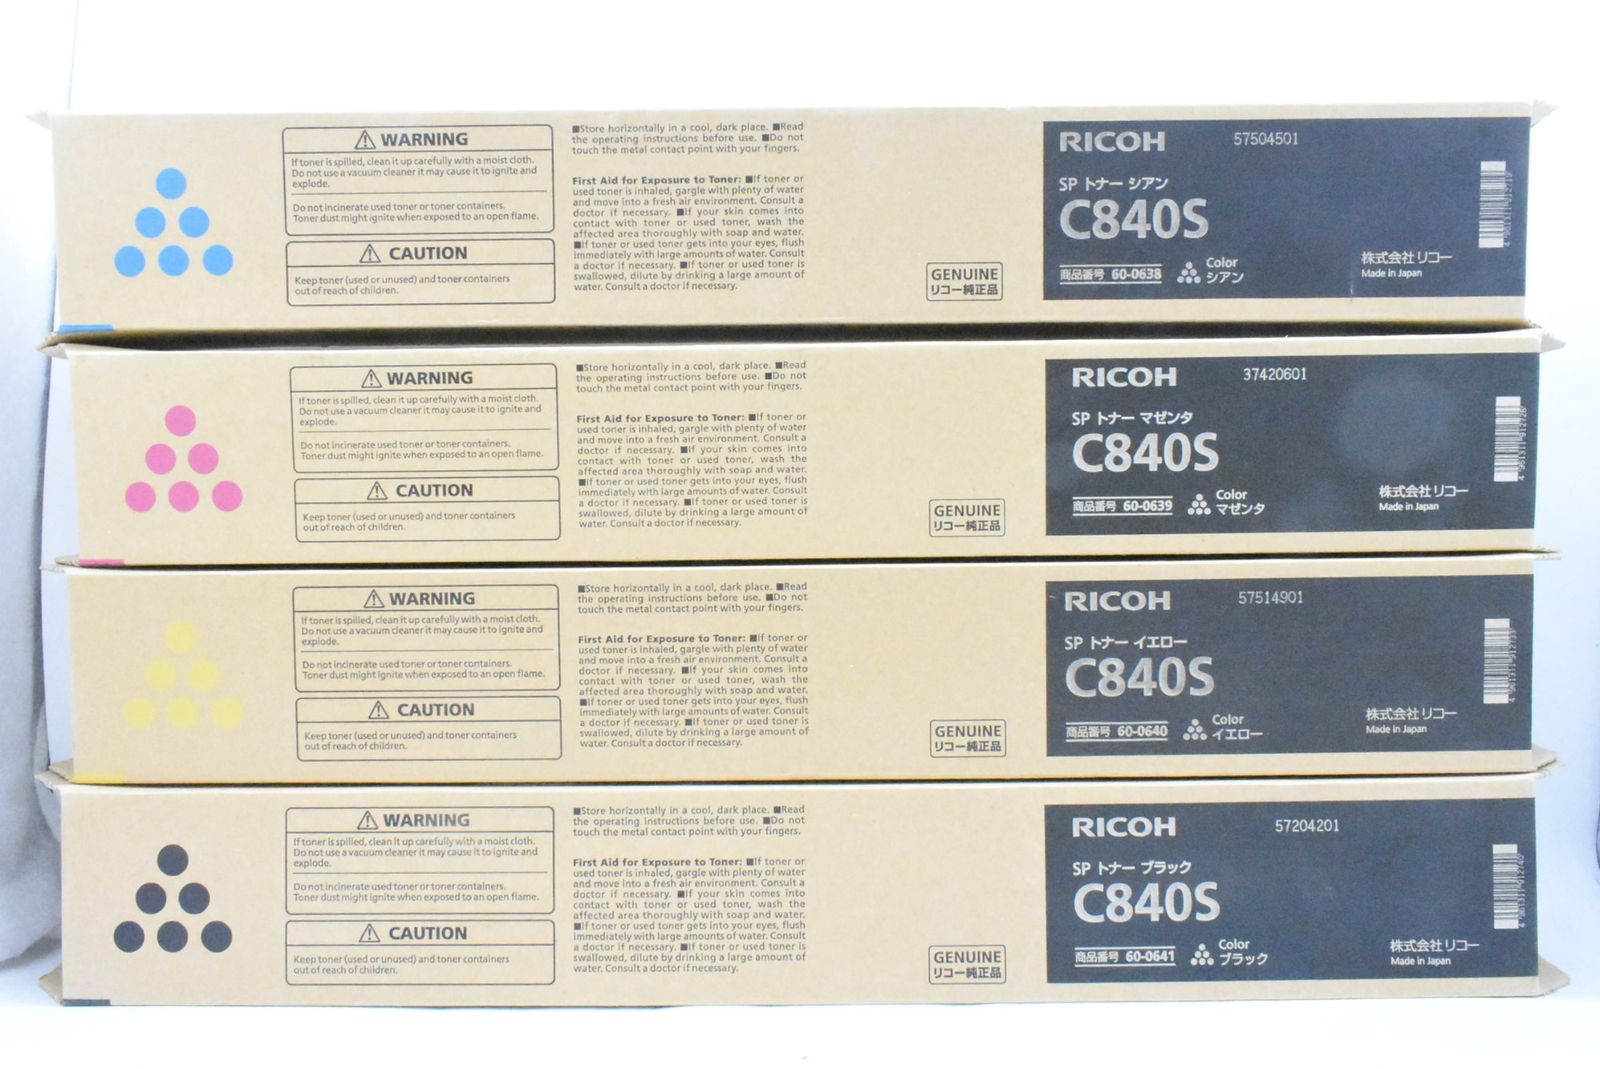 ⚠ WARNING
If toner is spilled, clean it up carefully with a moist cloth.
Do not use a vacuum cleaner it may cause it to ignite and
explode.
Do not incinerate used toner or toner containers.
Toner dust might ignite when exposed to an open flame.
⚠ CAUTION
Keep toner (used or unused) and toner containers
out of reach of children.
■Store horizontally in a cool, dark place. ■Read
the operating instructions before use. ■Do not
touch the metal contact point with your fingers.
First Aid for Exposure to Toner: ■If toner or
used toner is inhaled, gargle with plenty of water
and move into a fresh air environment. Consult a
doctor if necessary. ■If your skin comes into
contact with toner or used toner, wash the
affected area thoroughly with soap and water.
■If toner or used toner gets into your eyes, flush
immediately with large amounts of water. Consult
a doctor if necessary. ■If toner or used toner is
swallowed, dilute by drinking a large amount of
water. Consult a doctor if necessary.
GENUINE
リコー純正品
RICOH 57504501
SP トナー シアン
C840S
商品番号 60-0638
Color
シアン
株式会社リコー
Made in Japan
⚠ WARNING
If toner is spilled, clean it up carefully with a moist cloth.
Do not use a vacuum cleaner it may cause it to ignite and
explode.
Do not incinerate used toner or toner containers.
Toner dust might ignite when exposed to an open flame.
⚠ CAUTION
Keep toner (used or unused) and toner containers
out of reach of children.
■Store horizontally in a cool, dark place. ■Read
the operating instructions before use. ■Do not
touch the metal contact point with your fingers.
First Aid for Exposure to Toner: ■If toner or
used toner is inhaled, gargle with plenty of water
and move into a fresh air environment. Consult a
doctor if necessary. ■If your skin comes into
contact with toner or used toner, wash the
affected area thoroughly with soap and water.
■If toner or used toner gets into your eyes, flush
immediately with large amounts of water. Consult
a doctor if necessary. ■If toner or used toner is
swallowed, dilute by drinking a large amount of
water. Consult a doctor if necessary.
GENUINE
リコー純正品
RICOH 37420601
SP トナー マゼンタ
C840S
商品番号 60-0639
Color
マゼンタ
株式会社リコー
Made in Japan
4 961311 912726
⚠ WARNING
If toner is spilled, clean it up carefully with a moist cloth.
Do not use a vacuum cleaner it may cause it to ignite and
explode.
Do not incinerate used toner or toner containers.
Toner dust might ignite when exposed to an open flame.
⚠ CAUTION
Keep toner (used or unused) and toner containers
out of reach of children.
■Store horizontally in a cool, dark place. ■Read
the operating instructions before use. ■Do not
touch the metal contact point with your fingers.
First Aid for Exposure to Toner: ■If toner or
used toner is inhaled, gargle with plenty of water
and move into a fresh air environment. Consult a
doctor if necessary. ■If your skin comes into
contact with toner or used toner, wash the
affected area thoroughly with soap and water.
■If toner or used toner gets into your eyes, flush
immediately with large amounts of water. Consult
a doctor if necessary. ■If toner or used toner is
swallowed, dilute by drinking a large amount of
water. Consult a doctor if necessary.
GENUINE
リコー純正品
RICOH 57514901
SP トナー イエロー
C840S
商品番号 60-0640
Color
イエロー
株式会社リコー
Made in Japan
4 961311 912733
⚠ WARNING
If toner is spilled, clean it up carefully with a moist cloth.
Do not use a vacuum cleaner it may cause it to ignite and
explode.
Do not incinerate used toner or toner containers.
Toner dust might ignite when exposed to an open flame.
⚠ CAUTION
Keep toner (used or unused) and toner containers
out of reach of children.
■Store horizontally in a cool, dark place. ■Read
the operating instructions before use. ■Do not
touch the metal contact point with your fingers.
First Aid for Exposure to Toner: ■If toner or
used toner is inhaled, gargle with plenty of water
and move into a fresh air environment. Consult a
doctor if necessary. ■If your skin comes into
contact with toner or used toner, wash the
affected area thoroughly with soap and water.
■If toner or used toner gets into your eyes, flush
immediately with large amounts of water. Consult
a doctor if necessary. ■If toner or used toner is
swallowed, dilute by drinking a large amount of
water. Consult a doctor if necessary.
GENUINE
リコー純正品
RICOH 57204201
SP トナー ブラック
C840S
商品番号 60-0641
Color
ブラック
株式会社リコー
Made in Japan
4 961311 912740